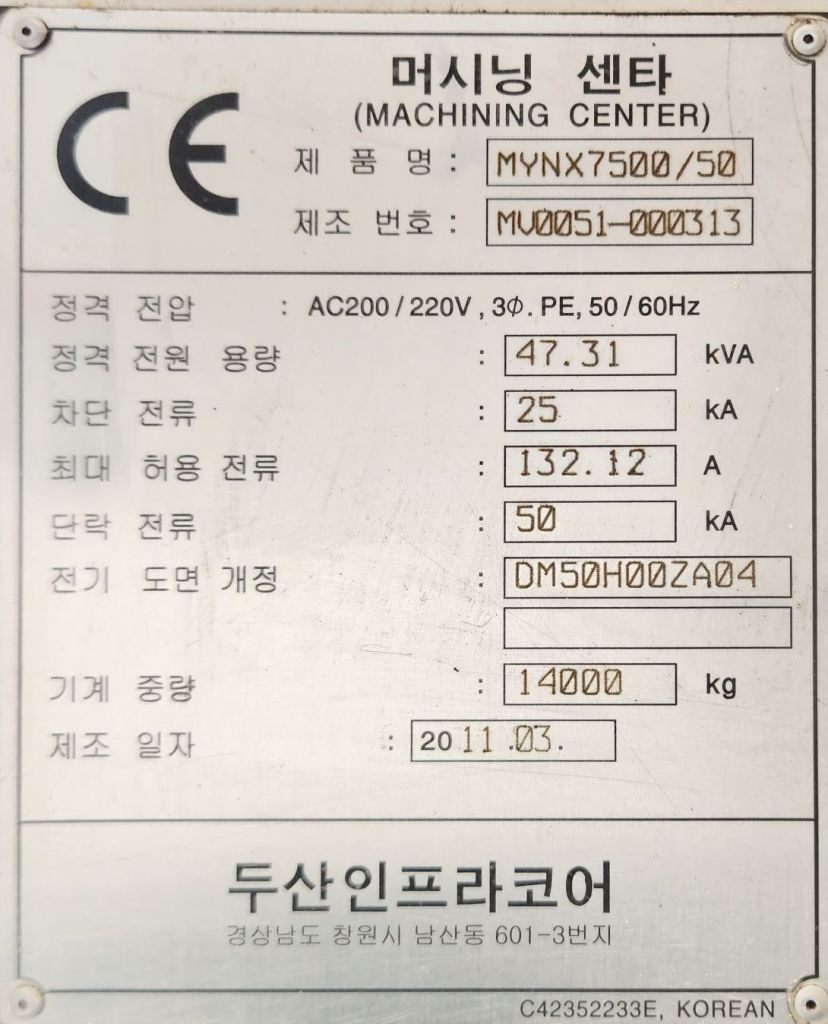 CE
머시닝 센타
(MACHINING CENTER)
제 품 명 : MYNX7500/50
제조 번호 : MV0051-000313
정격 전압 : AC200/220V, 3Φ. PE, 50/60Hz
정격 전원 용량 : 47.31 kVA
차단 전류 : 25 kA
최대 허용 전류 : 132.12 A
단락 전류 : 50 kA
전기 도면 개정 : DM50H00ZA04
기계 중량 : 14000 kg
제조 일자 : 2011.03.
두산인프라코어
경상남도 창원시 남산동 601-3번지
C42352233E, KOREAN